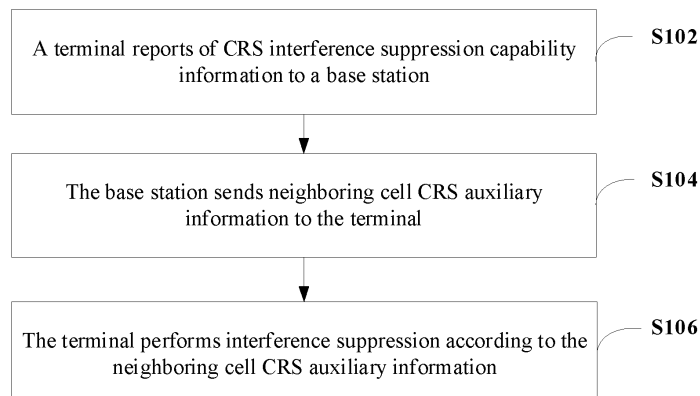 A terminal reports of CRS interference suppression capability
information to a base station
S102
The base station sends neighboring cell CRS auxiliary
information to the terminal
S104
The terminal performs interference suppression according to the
neighboring cell CRS auxiliary information
S106